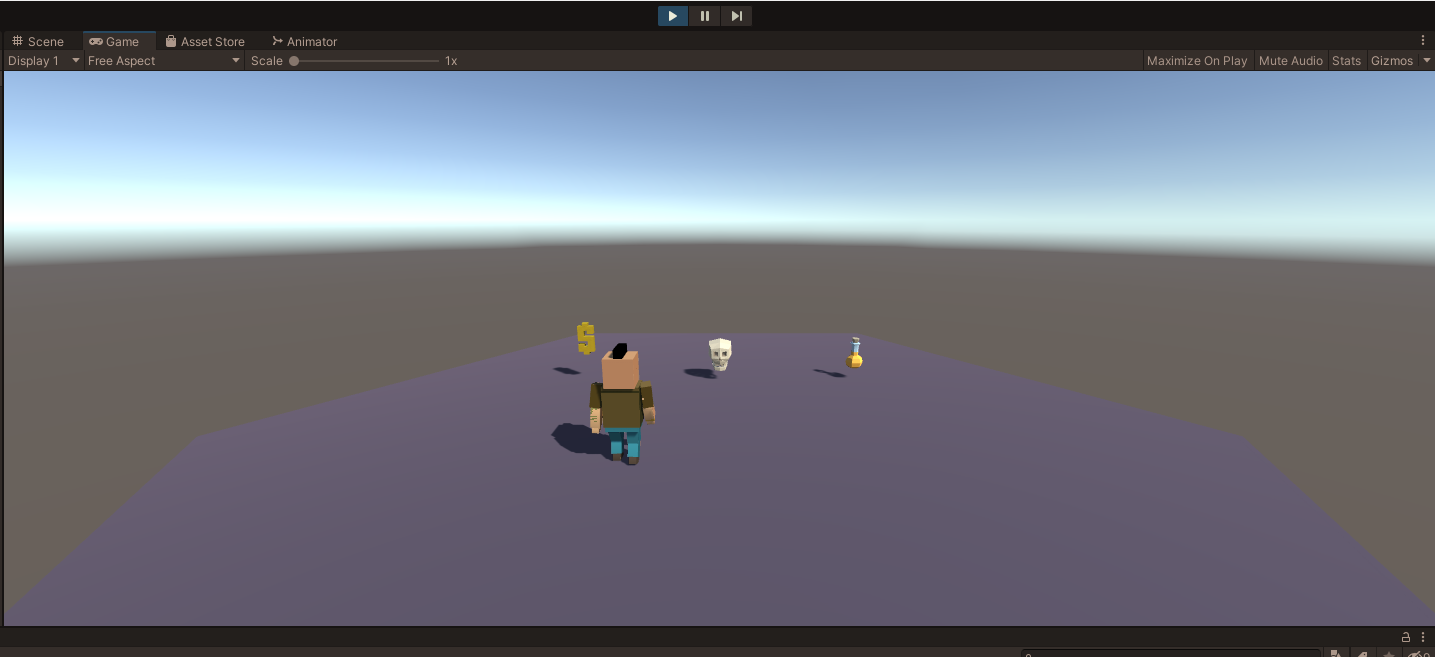 Scene Game Asset Store Animator
Display 1 Free Aspect Scale 1x Maximize On Play Mute Audio Stats Gizmos
$